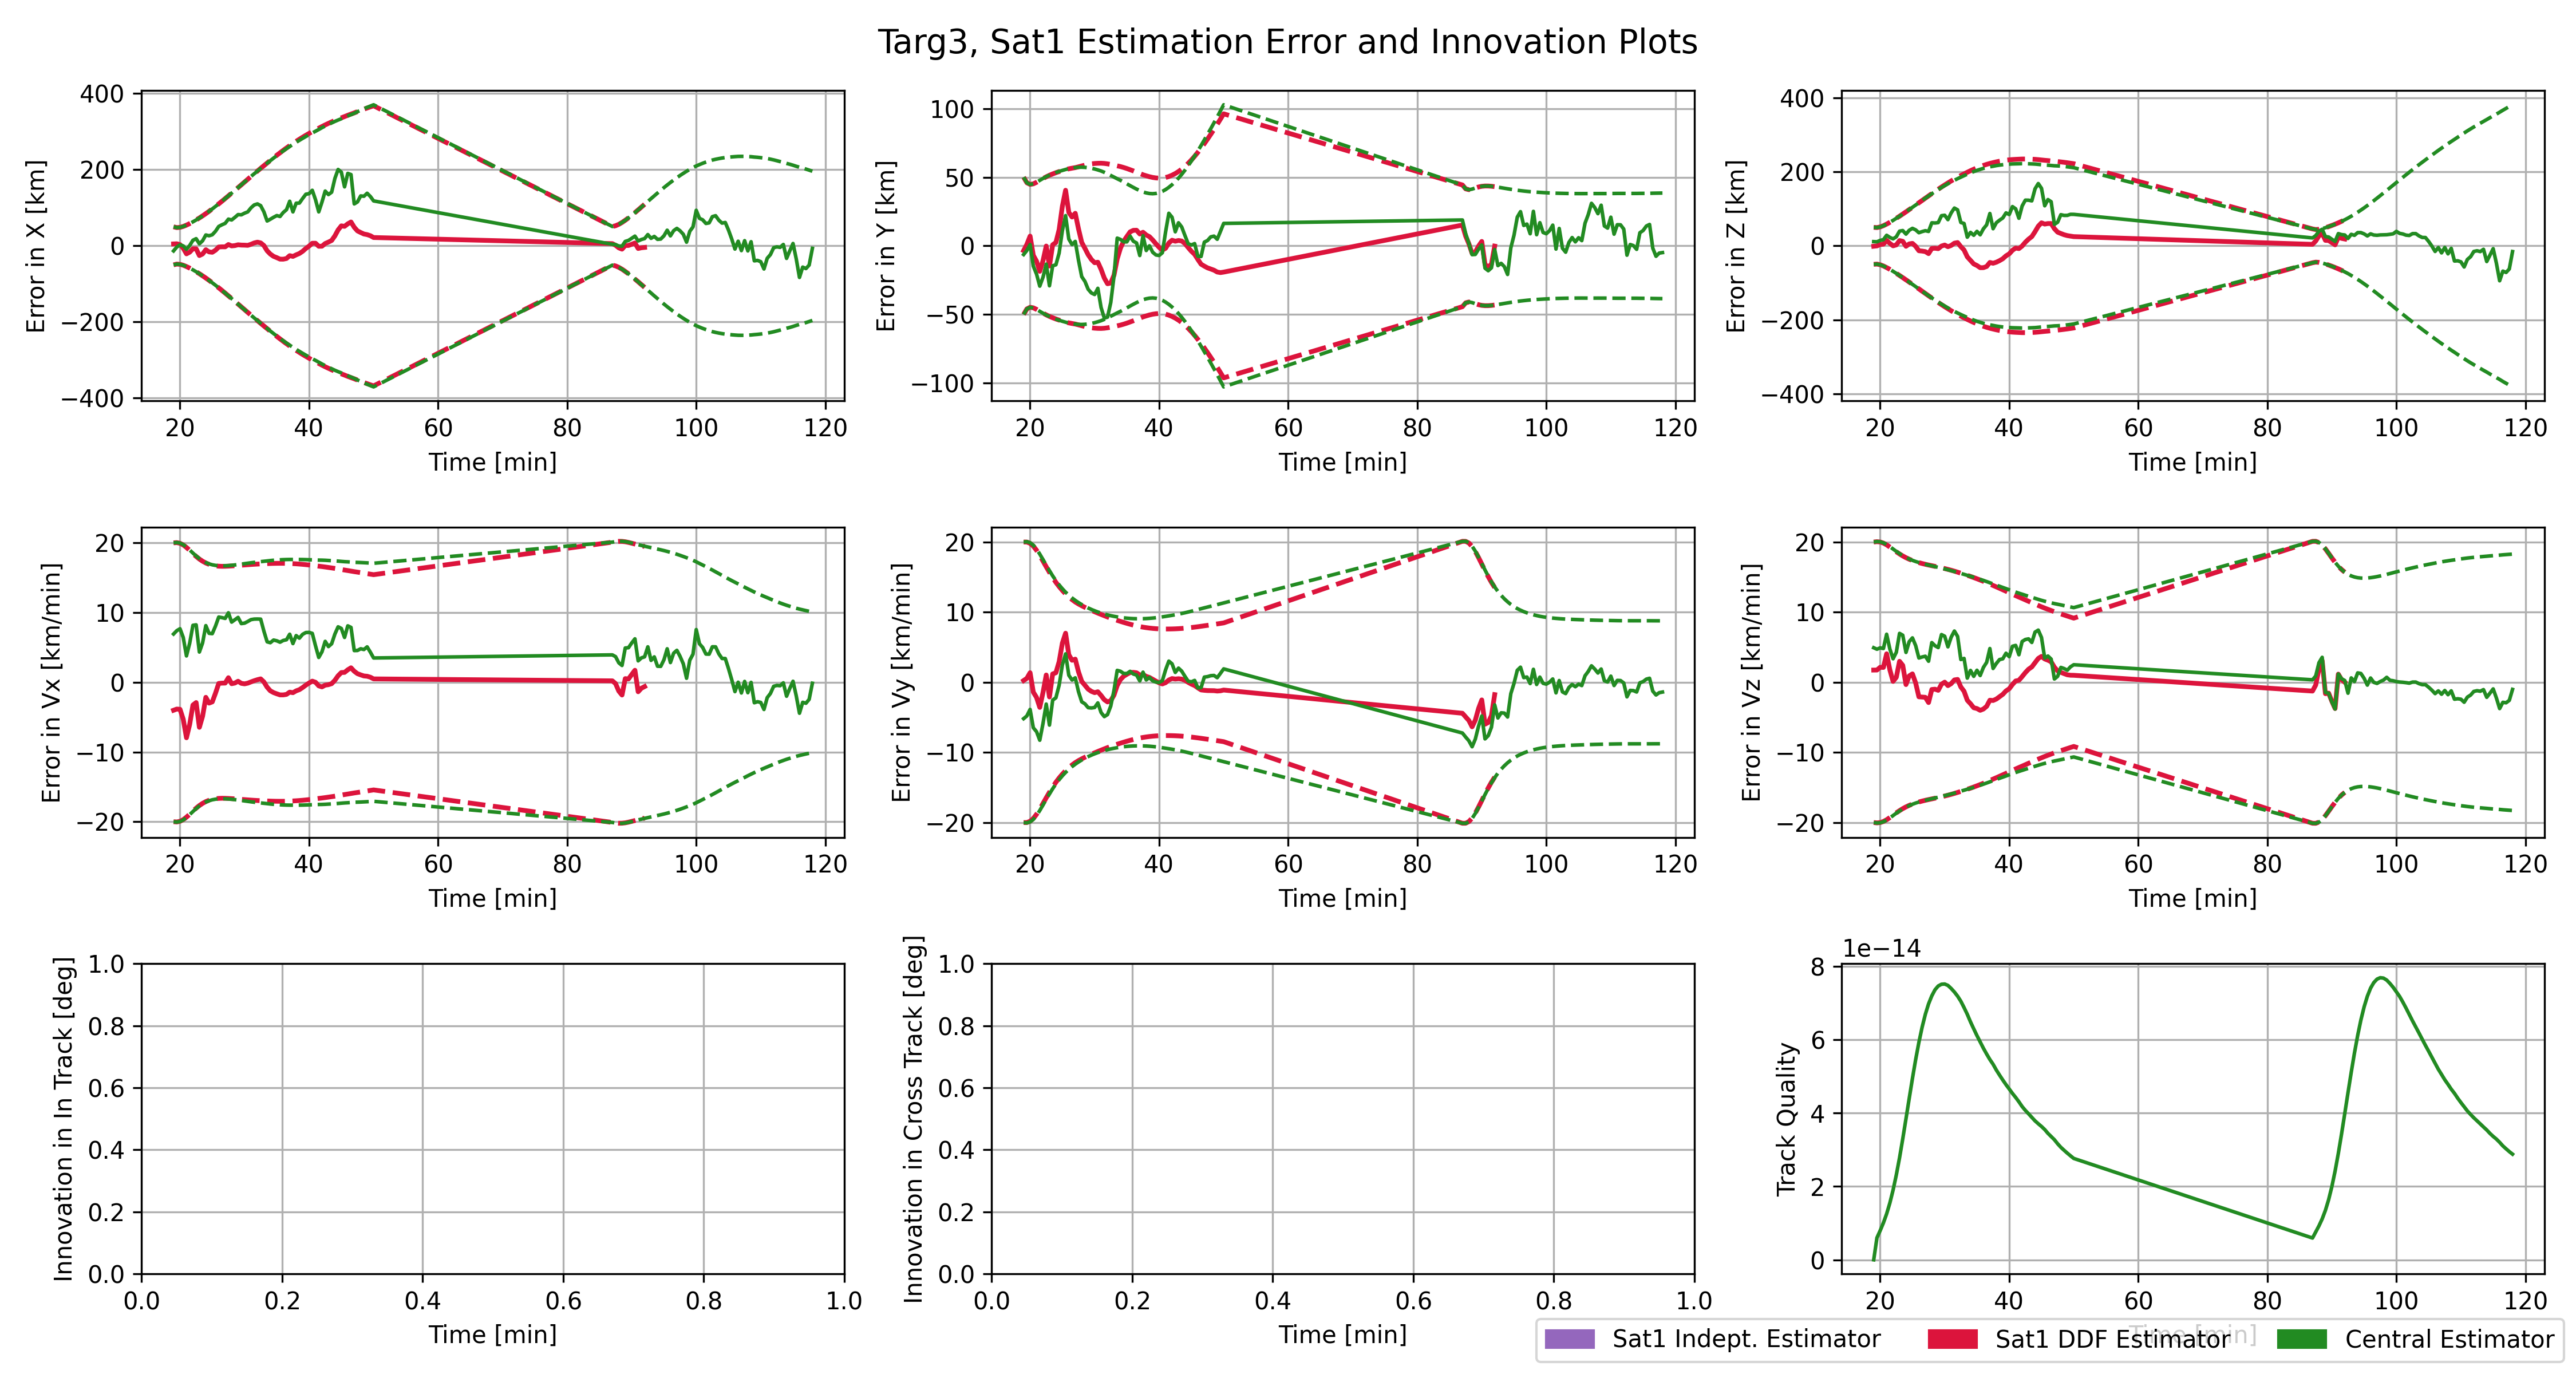 Targ3, Sat1 Estimation Error and Innovation Plots
Error in X [km]
400
200
0
−200
−400
20 40 60 80 100 120
Time [min]
Error in Y [km]
100
50
0
−50
−100
20 40 60 80 100 120
Time [min]
Error in Z [km]
400
200
0
−200
−400
20 40 60 80 100 120
Time [min]
Error in Vx [km/min]
20
10
0
−10
−20
20 40 60 80 100 120
Time [min]
Error in Vy [km/min]
20
10
0
−10
−20
20 40 60 80 100 120
Time [min]
Error in Vz [km/min]
20
10
0
−10
−20
20 40 60 80 100 120
Time [min]
Innovation in In Track [deg]
1.0
0.8
0.6
0.4
0.2
0.0
0.0 0.2 0.4 0.6 0.8 1.0
Time [min]
Innovation in Cross Track [deg]
1.0
0.8
0.6
0.4
0.2
0.0
0.0 0.2 0.4 0.6 0.8 1.0
Time [min]
1e−14
Track Quality
8
6
4
2
0
20 40 60 80 100 120
Time [min]
Sat1 Indept. Estimator Sat1 DDF Estimator Central Estimator